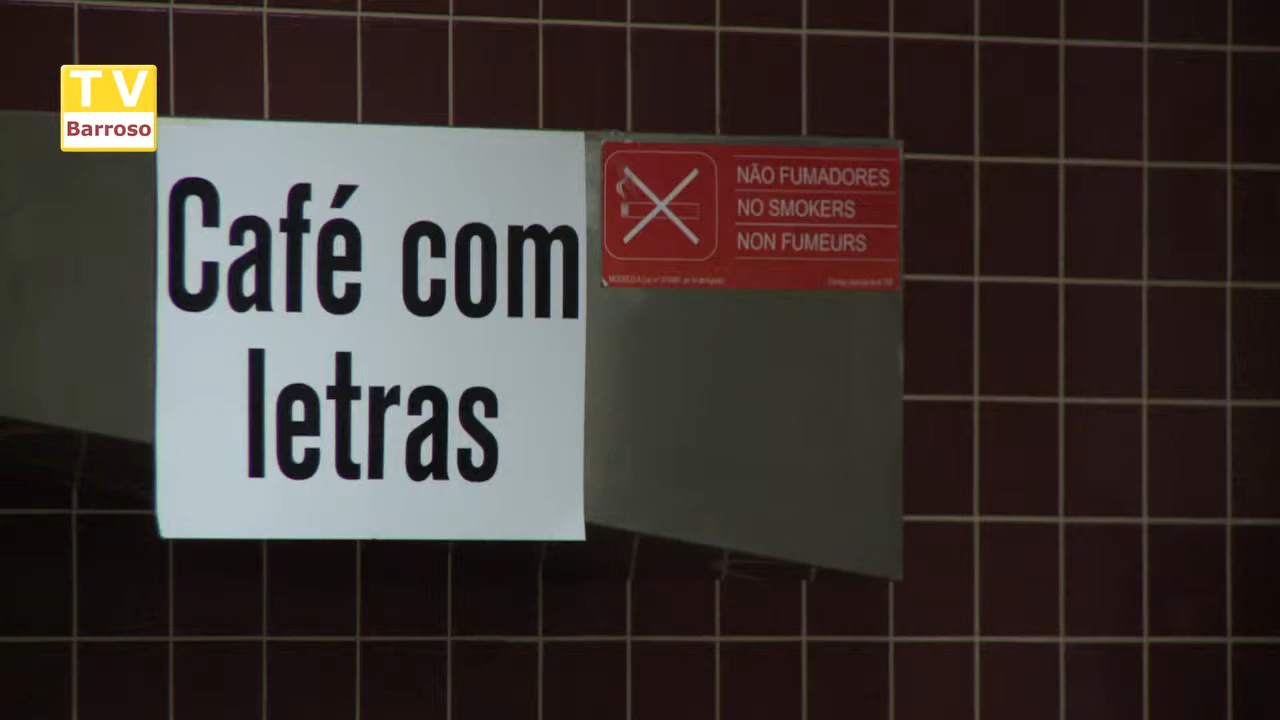 TV
Barroso
Café com
letras
NÃO FUMADORES
NO SMOKERS
NON FUMEURS